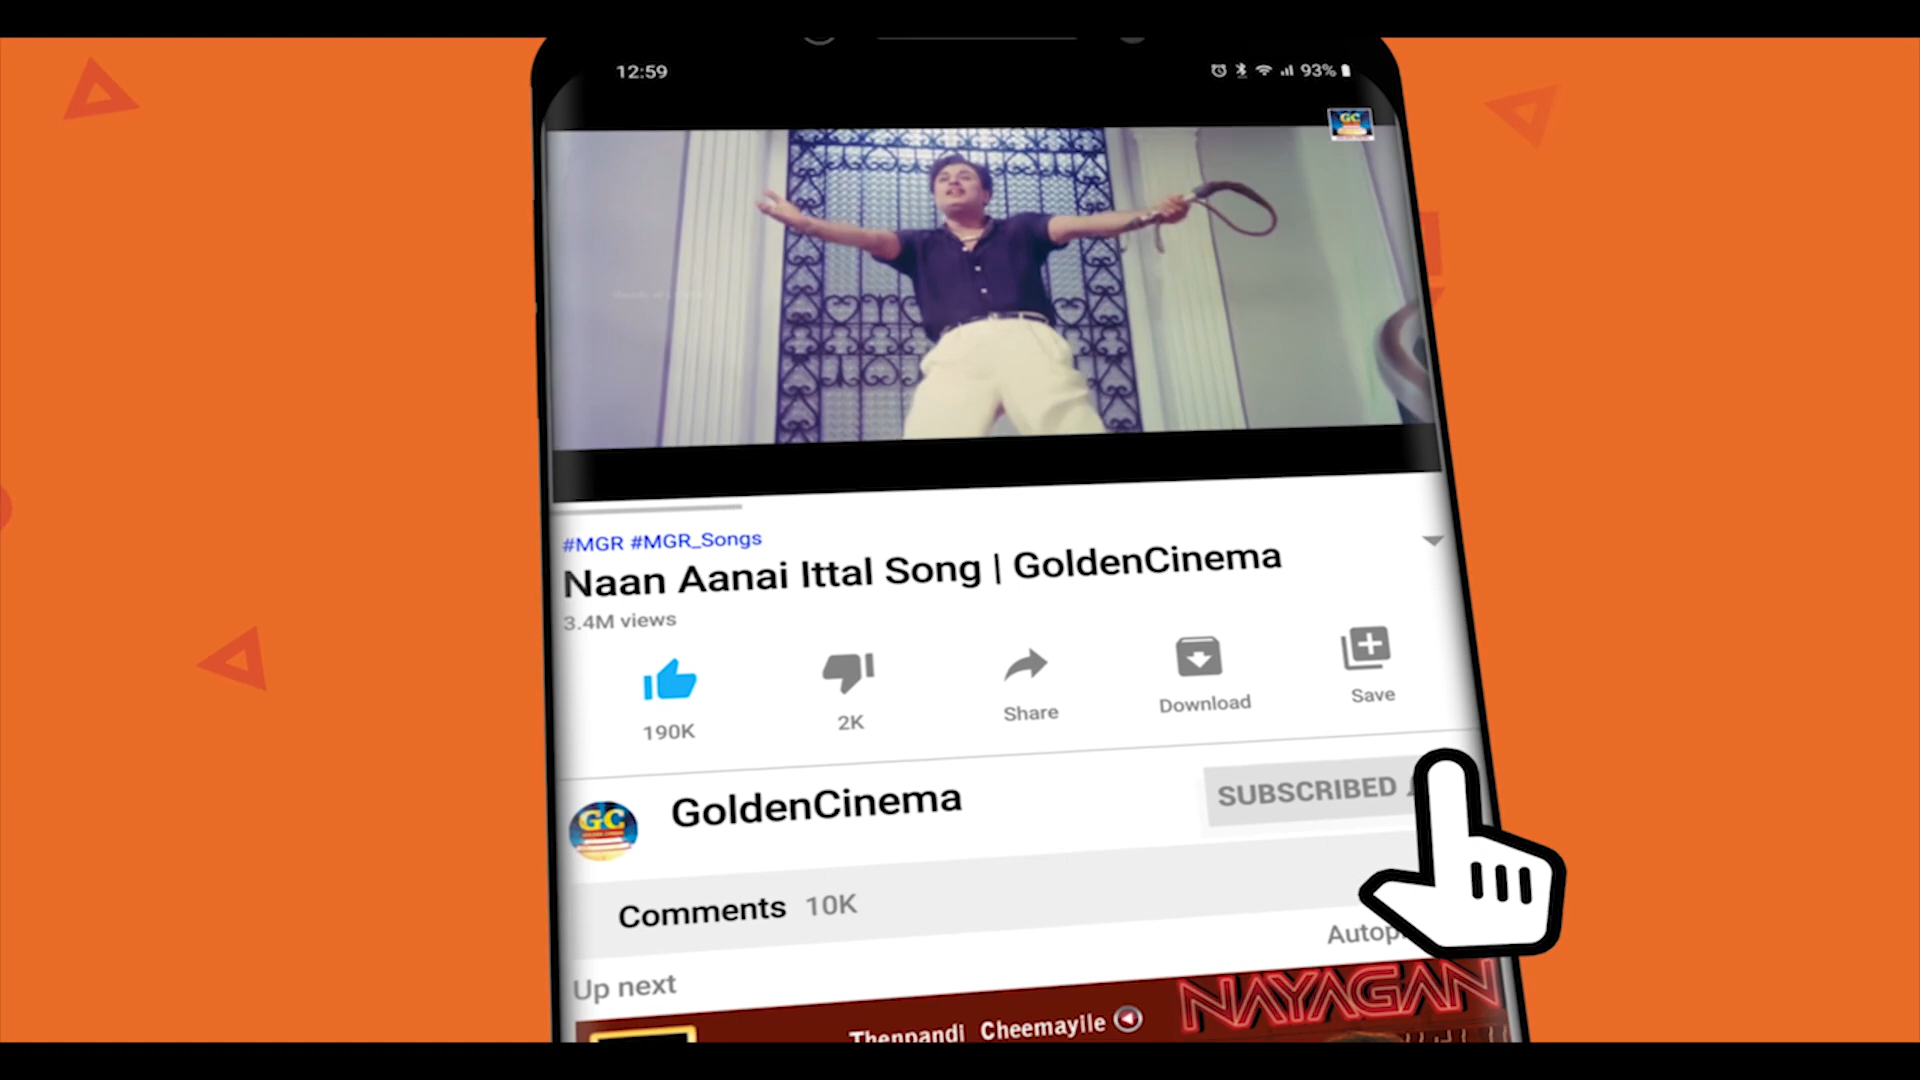 12:59
93%
GC
#MGR #MGR_Songs
Naan Aanai Ittal Song | GoldenCinema
3.4M views
190K
2K
Share
Download
Save
GC
GoldenCinema
SUBSCRIBED
Comments 10K
Up next
Thenpandi Cheemayile
NAYAGAN